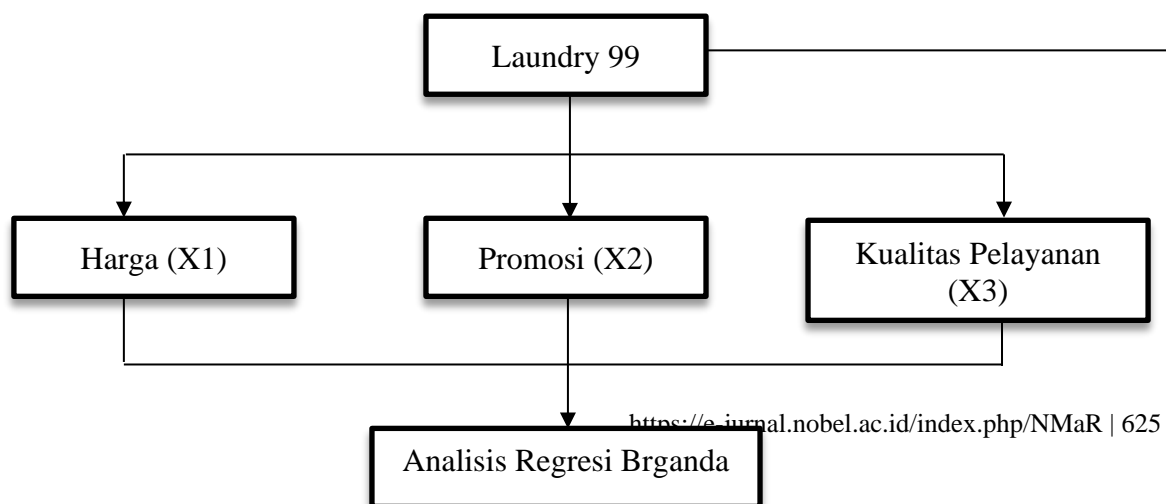 Laundry 99
Harga (X1)
Promosi (X2)
Kualitas Pelayanan
(X3)
https://e-jurnal.nobel.ac.id/index.php/NMaR | 625
Analisis Regresi Brganda